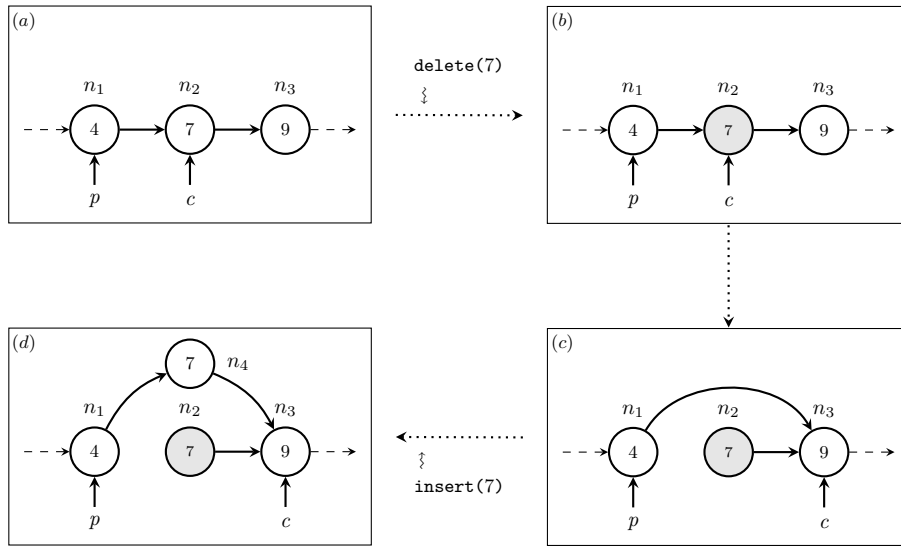 (a)
n₁ n₂ n₃
4 7 9
p c
delete(7)
(b)
n₁ n₂ n₃
4 7 9
p c
(d)
7
n₄
n₁ n₂ n₃
4 7 9
p c
insert(7)
(c)
n₁ n₂ n₃
4 7 9
p c